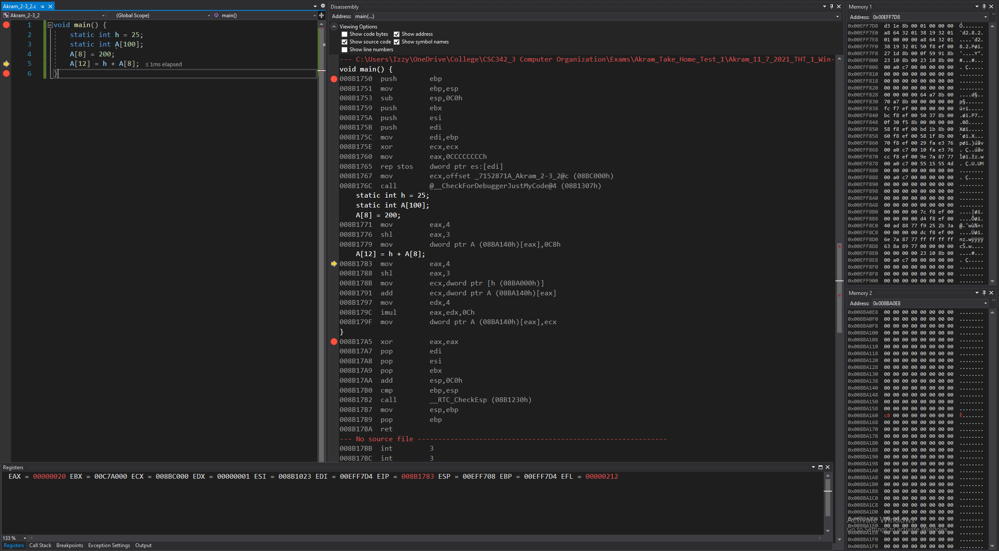 Akram_2-3_2.c
Akram_2-3_2 (Global Scope) main()
1 void main() {
2 static int h = 25;
3 static int A[100];
4 A[8] = 200;
5 A[12] = h + A[8]; ≤ 1ms elapsed
6 }
Disassembly
Address: main(...)
Viewing Options
Show code bytes Show address
Show source code Show symbol names
Show line numbers
--- C:\Users\Izzy\OneDrive\College\CSC342_3 Computer Organization\Exams\Akram_Take_Home_Test_1\Akram_11_7_2021_THT_1_Win-
void main() {
008B1750 push ebp
008B1751 mov ebp,esp
008B1753 sub esp,0C0h
008B1759 push ebx
008B175A push esi
008B175B push edi
008B175C mov edi,ebp
008B175E xor ecx,ecx
008B1760 mov eax,0CCCCCCCCh
008B1765 rep stos dword ptr es:[edi]
008B1767 mov ecx,offset _7152871A_Akram_2-3_2@c (08BC000h)
008B176C call @__CheckForDebuggerJustMyCode@4 (08B1307h)
static int h = 25;
static int A[100];
A[8] = 200;
008B1771 mov eax,4
008B1776 shl eax,3
008B1779 mov dword ptr A (08BA140h)[eax],0C8h
A[12] = h + A[8];
008B1783 mov eax,4
008B1788 shl eax,3
008B178B mov ecx,dword ptr [h (08BA000h)]
008B1791 add ecx,dword ptr A (08BA140h)[eax]
008B1797 mov edx,4
008B179C imul eax,edx,0Ch
008B179F mov dword ptr A (08BA140h)[eax],ecx
}
008B17A5 xor eax,eax
008B17A7 pop edi
008B17A8 pop esi
008B17A9 pop ebx
008B17AA add esp,0C0h
008B17B0 cmp ebp,esp
008B17B2 call __RTC_CheckEsp (08B1230h)
008B17B7 mov esp,ebp
008B17B9 pop ebp
008B17BA ret
--- No source file -------------------------------------------------------------
008B17BB int 3
008B17BC int 3
Registers
EAX = 00000020 EBX = 00C7A000 ECX = 008BC000 EDX = 00000001 ESI = 008B1023 EDI = 00EFF7D4 EIP = 008B1783 ESP = 00EFF708 EBP = 00EFF7D4 EFL = 00000212
133 %
Registers Call Stack Breakpoints Exception Settings Output
Memory 1
Address: 0x00EFF7D8
0x00EFF7D8 d3 1e 8b 00 01 00 00 00 Ó.......
0x00EFF7E0 a8 64 32 01 38 19 32 01 ¨d2.8.2.
0x00EFF7E8 01 00 00 00 a8 64 32 01 ....¨d2.
0x00EFF7F0 38 19 32 01 50 f8 ef 00 8.2.Pøï.
0x00EFF7F8 27 1d 8b 00 0f 59 91 8b '....Y‘.
0x00EFF800 23 10 8b 00 23 10 8b 00 #...#...
0x00EFF808 00 a0 c7 00 00 00 00 00 . Ç.....
0x00EFF810 00 00 00 00 00 00 00 00 ........
0x00EFF818 00 00 00 00 00 00 00 00 ........
0x00EFF820 00 00 00 00 00 00 00 00 ........
0x00EFF828 00 00 00 00 64 a7 8b 00 ....d§..
0x00EFF830 70 a7 8b 00 00 00 00 00 p§......
0x00EFF838 fc f7 ef 00 00 00 00 00 ü÷ï.....
0x00EFF840 bc f8 ef 00 50 37 8b 00 .øï.P7..
0x00EFF848 0f 30 f5 8b 00 00 00 00 .0õ.....
0x00EFF850 58 f8 ef 00 bd 1b 8b 00 Xøï.....
0x00EFF858 60 f8 ef 00 58 1f 8b 00 `øï.X...
0x00EFF860 70 f8 ef 00 29 fa e3 76 pøï.)úãv
0x00EFF868 00 a0 c7 00 10 fa e3 76 . Ç..úãv
0x00EFF870 cc f8 ef 00 9e 7a 87 77 Ìøï.žz.w
0x00EFF878 00 a0 c7 00 55 15 55 4d . Ç.U.UM
0x00EFF880 00 00 00 00 00 00 00 00 ........
0x00EFF888 00 a0 c7 00 00 00 00 00 . Ç.....
0x00EFF890 00 00 00 00 00 00 00 00 ........
0x00EFF898 00 00 00 00 00 00 00 00 ........
0x00EFF8A0 00 00 00 00 00 00 00 00 ........
0x00EFF8A8 00 00 00 00 00 00 00 00 ........
0x00EFF8B0 00 00 00 00 7c f8 ef 00 ....|øï.
0x00EFF8B8 00 00 00 00 d4 f8 ef 00 ....Ôøï.
0x00EFF8C0 40 ad 88 77 f9 25 2b 3a @.ˆwù%+:
0x00EFF8C8 00 00 00 00 dc f8 ef 00 ....Üøï.
0x00EFF8D0 6e 7a 87 77 ff ff ff ff nz.wÿÿÿÿ
0x00EFF8D8 63 8a 89 77 00 00 00 00 cŠ.w....
0x00EFF8E0 00 00 00 00 23 10 8b 00 ....#...
0x00EFF8E8 00 a0 c7 00 00 00 00 00 . Ç.....
0x00EFF8F0 00 00 00 00 00 00 00 00 ........
0x00EFF8F8 00 00 00 00 00 00 00 00 ........
0x00EFF900 00 00 00 00 00 00 00 00 ........
Memory 2
Address: 0x008BA0E8
0x008BA0E8 00 00 00 00 00 00 00 00 ........
0x008BA0F0 00 00 00 00 00 00 00 00 ........
0x008BA0F8 00 00 00 00 00 00 00 00 ........
0x008BA100 00 00 00 00 00 00 00 00 ........
0x008BA108 00 00 00 00 00 00 00 00 ........
0x008BA110 00 00 00 00 00 00 00 00 ........
0x008BA118 00 00 00 00 00 00 00 00 ........
0x008BA120 00 00 00 00 00 00 00 00 ........
0x008BA128 00 00 00 00 00 00 00 00 ........
0x008BA130 00 00 00 00 00 00 00 00 ........
0x008BA138 00 00 00 00 00 00 00 00 ........
0x008BA140 00 00 00 00 00 00 00 00 ........
0x008BA148 00 00 00 00 00 00 00 00 ........
0x008BA150 00 00 00 00 00 00 00 00 ........
0x008BA158 00 00 00 00 00 00 00 00 ........
0x008BA160 c8 00 00 00 00 00 00 00 È.......
0x008BA168 00 00 00 00 00 00 00 00 ........
0x008BA170 00 00 00 00 00 00 00 00 ........
0x008BA178 00 00 00 00 00 00 00 00 ........
0x008BA180 00 00 00 00 00 00 00 00 ........
0x008BA188 00 00 00 00 00 00 00 00 ........
0x008BA190 00 00 00 00 00 00 00 00 ........
0x008BA198 00 00 00 00 00 00 00 00 ........
0x008BA1A0 00 00 00 00 00 00 00 00 ........
0x008BA1A8 00 00 00 00 00 00 00 00 ........
0x008BA1B0 00 00 00 00 00 00 00 00 ........
0x008BA1B8 00 00 00 00 00 00 00 00 ........
0x008BA1C0 00 00 00 00 00 00 00 00 ........
0x008BA1C8 00 00 00 00 00 00 00 00 ........
0x008BA1D0 00 00 00 00 00 00 00 00 ........
0x008BA1D8 00 00 00 00 00 00 00 00 ........
Activate Windows
0x008BA1E0 00 00 00 00 00 00 00 00 ........
Go to Settings to activate Windows.
0x008BA1E8 00 00 00 00 00 00 00 00 ........
0x008BA1F0 00 00 00 00 00 00 00 00 ........
0x008BA1F8 00 00 00 00 00 00 00 00 ........